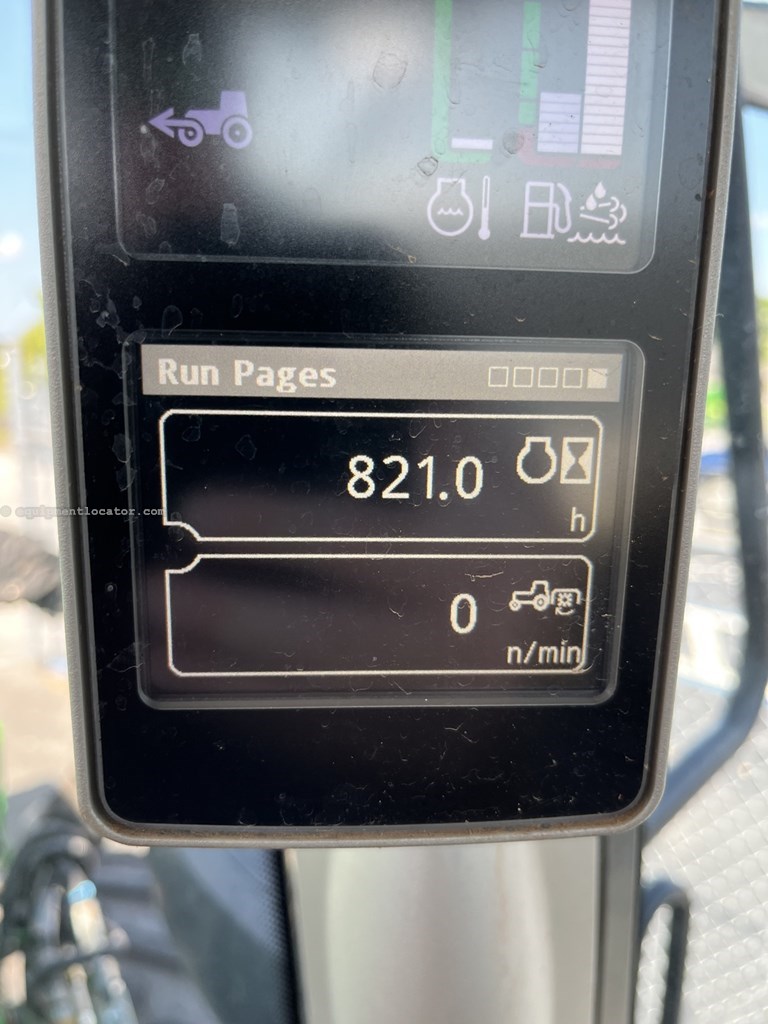 Run Pages
821.0
h
© equipmentlocator.com
0
n/min